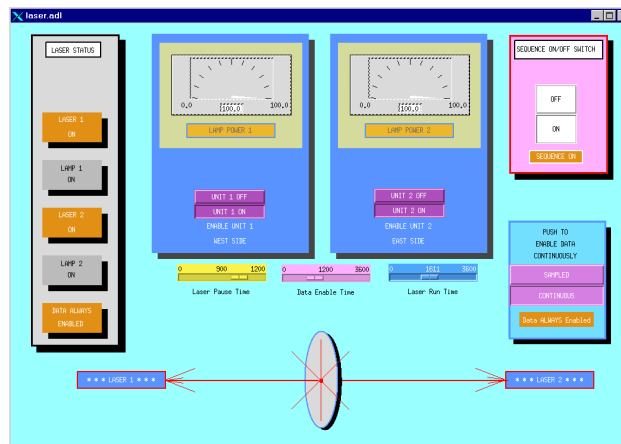 laser.adl
LASER STATUS
LASER 1
ON
LAMP 1
ON
LASER 2
ON
LAMP 2
ON
DATA ALWAYS
ENABLED
0.0 100.0
100.0
LAMP POWER 1
UNIT 1 OFF
UNIT 1 ON
ENABLE UNIT 1
WEST SIDE
0.0 100.0
100.0
LAMP POWER 2
UNIT 2 OFF
UNIT 2 ON
ENABLE UNIT 2
EAST SIDE
SEQUENCE ON/OFF SWITCH
OFF
ON
SEQUENCE ON
PUSH TO
ENABLE DATA
CONTINUOUSLY
SAMPLED
CONTINUOUS
Data ALWAYS Enabled
0 900 1200
Laser Pause Time
0 1200 3600
Data Enable Time
0 1611 3600
Laser Run Time
* * * LASER 1 * * *
* * * LASER 2 * * *